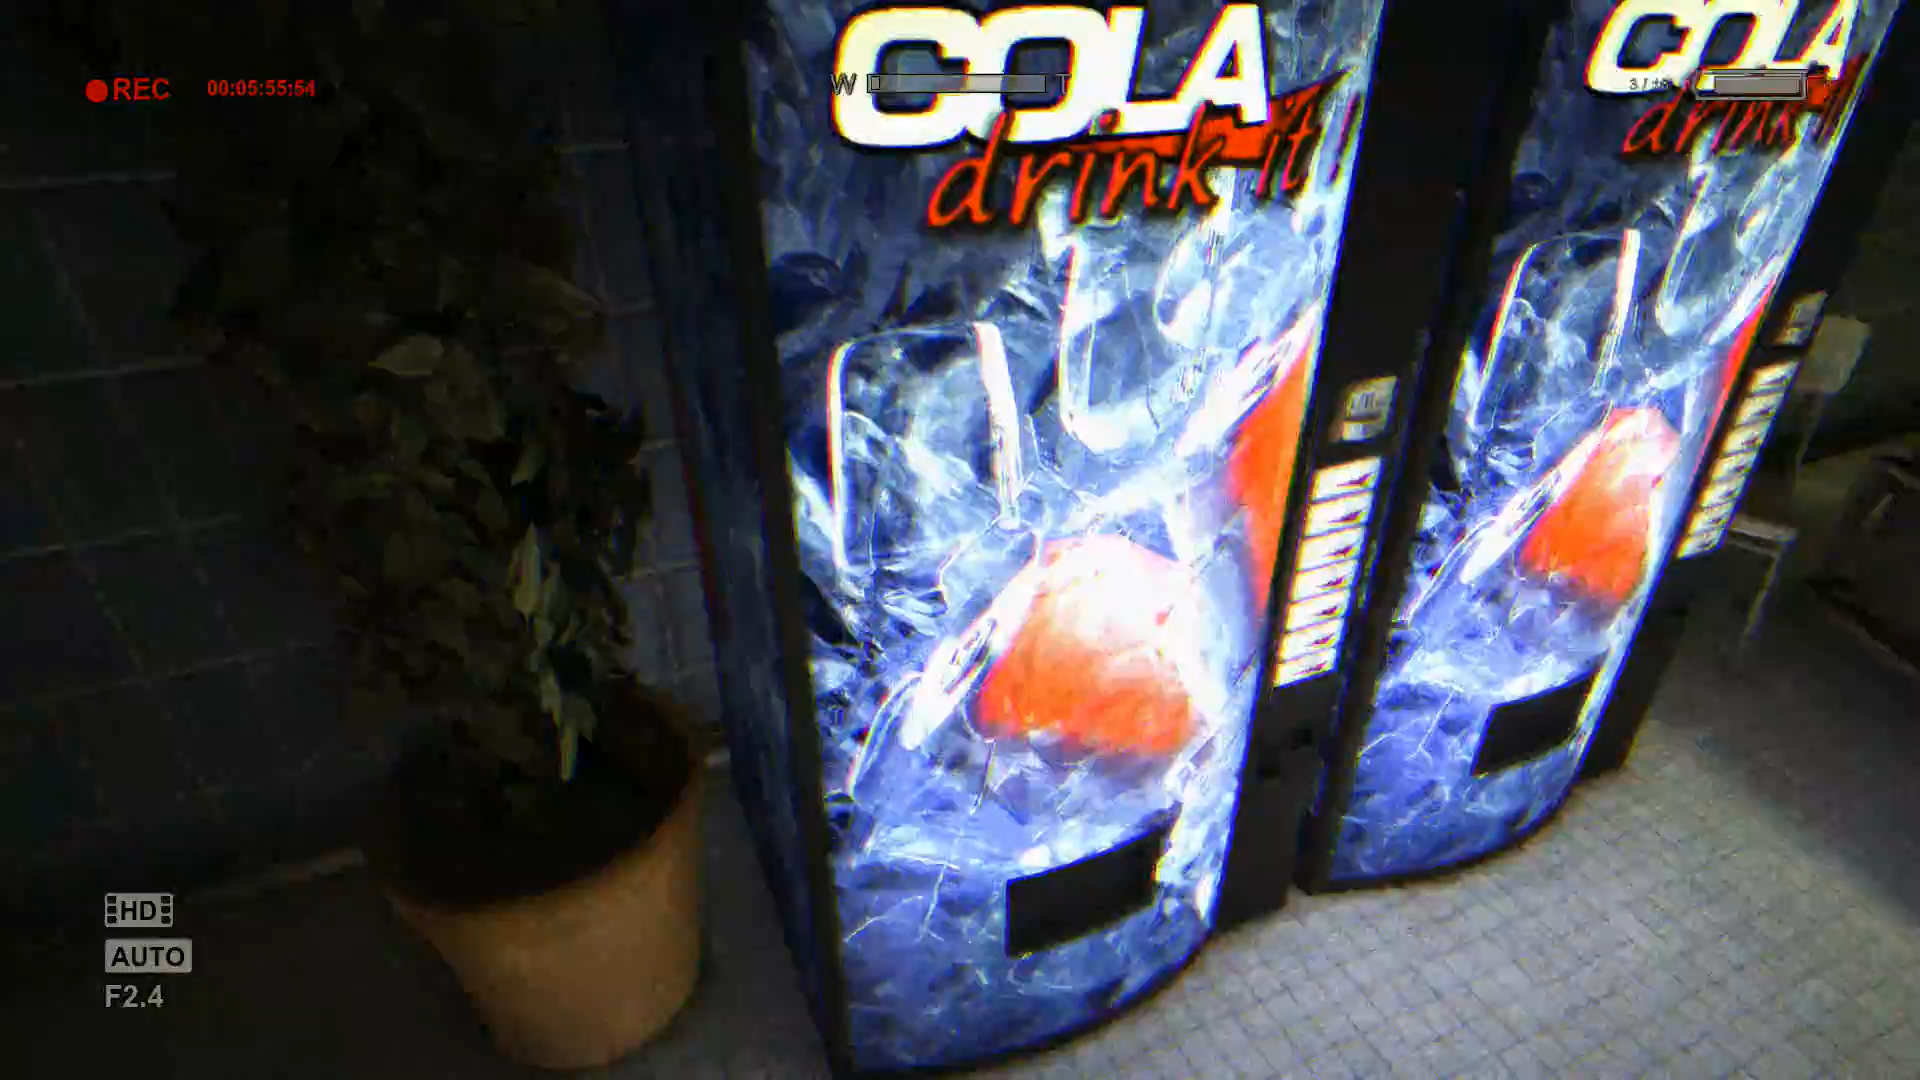 COLA
COLA
REC 00:05:55:54
W T
drink it!
drink it
HD
AUTO
F2.4